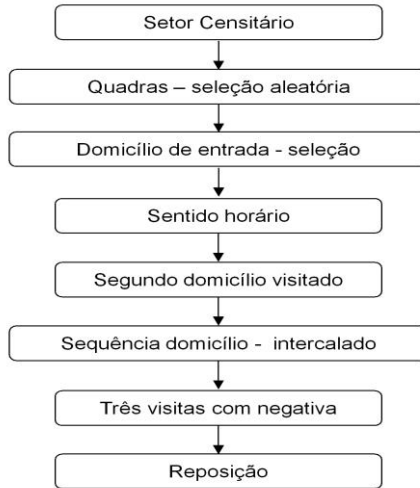 Setor Censitário
Quadras – seleção aleatória
Domicílio de entrada - seleção
Sentido horário
Segundo domicílio visitado
Sequência domicílio - intercalado
Três visitas com negativa
Reposição